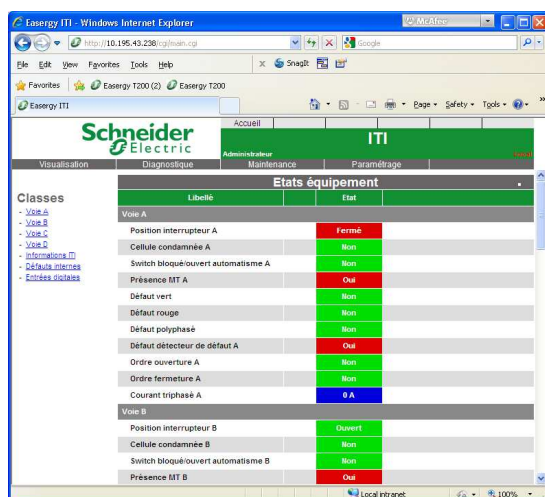 Easergy ITI - Windows Internet Explorer
McAfee
http://10.195.43.238/cgi/main.cgi
Google
File Edit View Favorites Tools Help
x SnagIt
Favorites Easergy T200 (2) Easergy T200
Easergy ITI
Page Safety Tools
Schneider Electric
Accueil
ITI
Administrateur
Visualisation Diagnostique Maintenance Paramétrage
Etats équipement
Classes
- Voie A
- Voie B
- Voie C
- Voie D
- Informations ITI
- Défauts internes
- Entrées digitales
Libellé Etat
Voie A
Position interrupteur A Fermé
Cellule condamnée A Non
Switch bloqué/ouvert automatisme A Non
Présence MT A Oui
Défaut vert Non
Défaut rouge Non
Défaut polyphasé Non
Défaut détecteur de défaut A Oui
Ordre ouverture A Non
Ordre fermeture A Non
Courant triphasé A 0 A
Voie B
Position interrupteur B Ouvert
Cellule condamnée B Non
Switch bloqué/ouvert automatisme B Non
Présence MT B Oui
Local intranet 100%